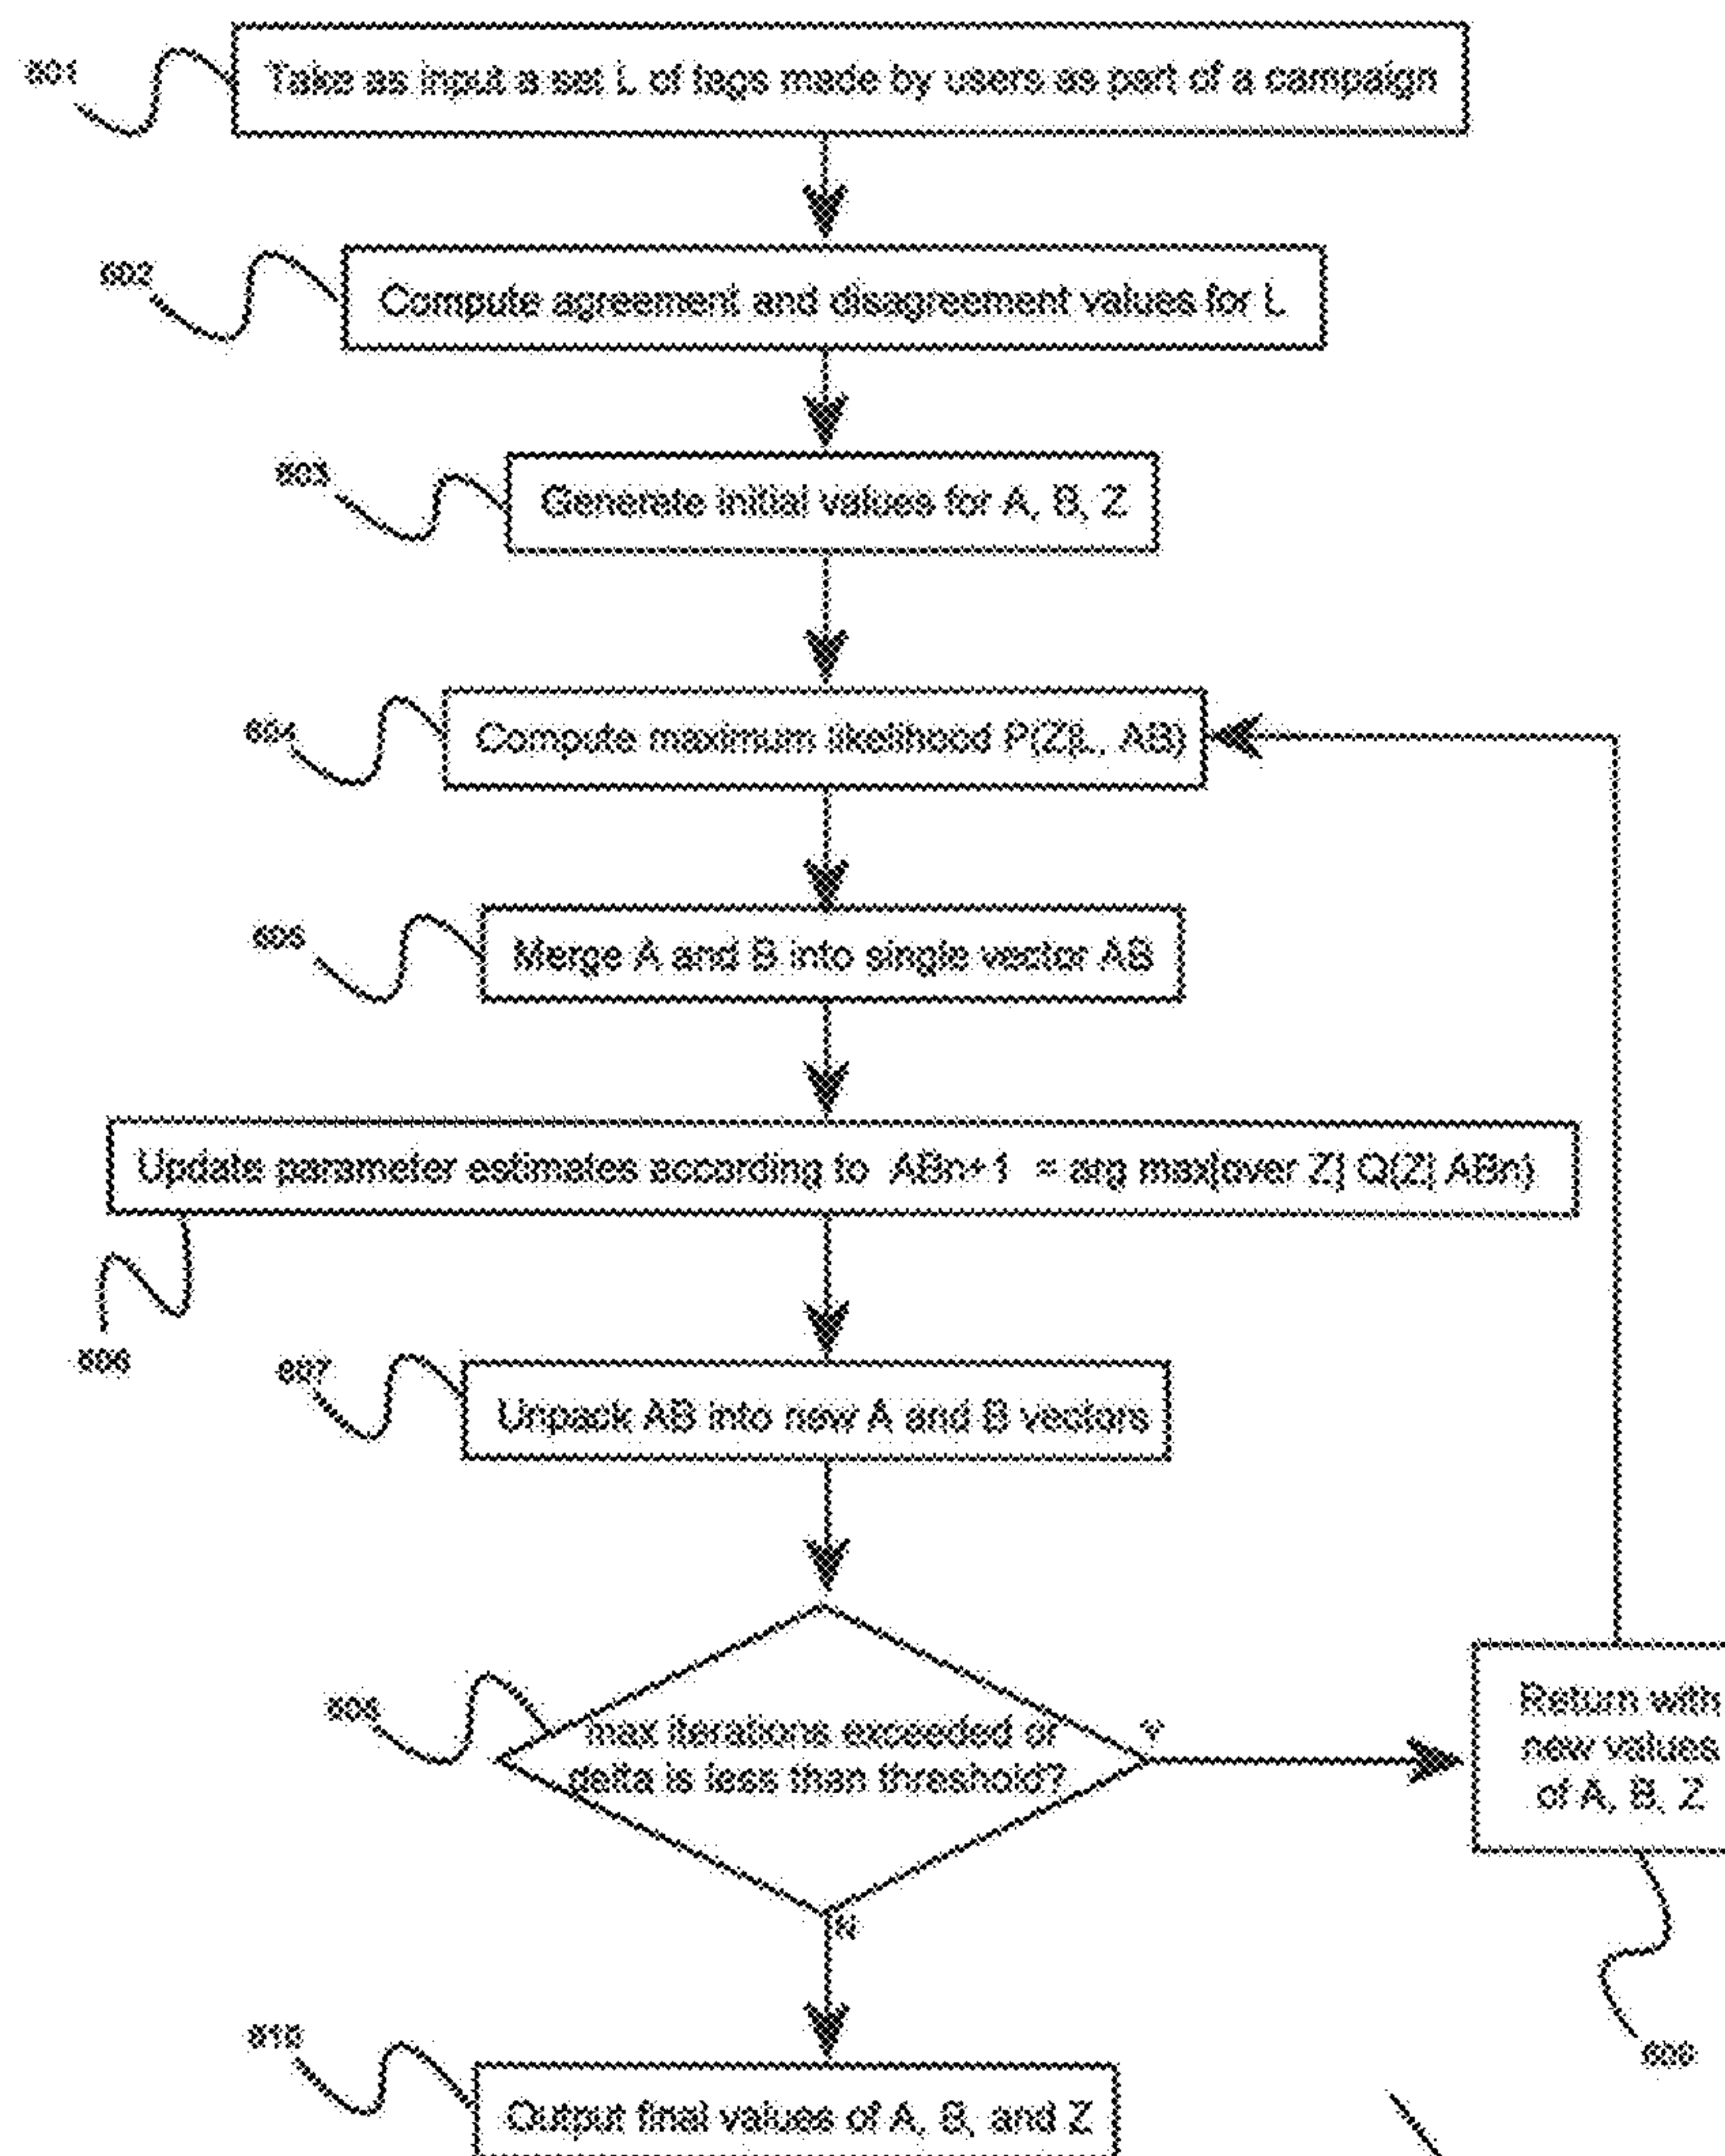 Take as input a set L of tags made by users as part of a campaign
Compute agreement and disagreement values for L
Generate initial values for A, B, Z
Compute maximum likelihood P(Z|L, AB)
Merge A and B into single vector AB
Update parameter estimates according to ABn+1 = arg max[over Z] Q(Z| ABn)
Unpack AB into new A and B vectors
max iterations exceeded or
delta is less than threshold?
Y
Return with
new values
of A, B, Z
N
Output final values of A, B, and Z